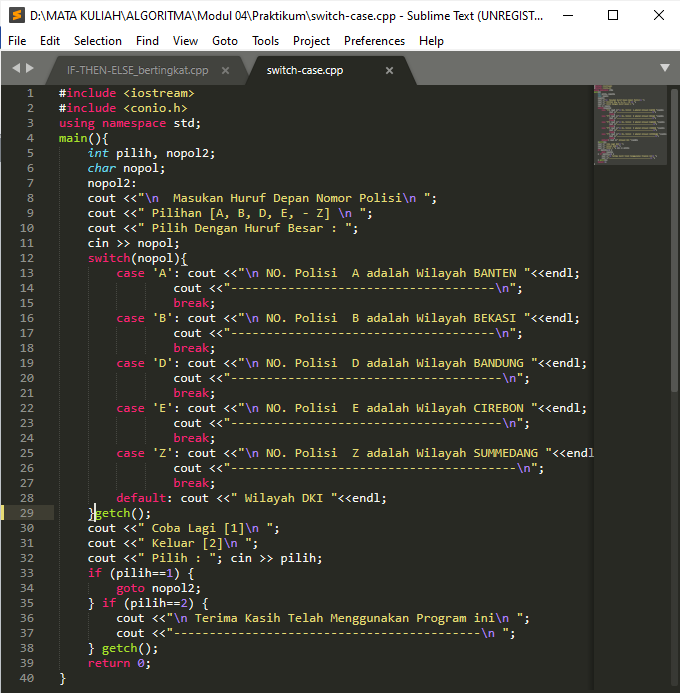 D:\MATA KULIAH\ALGORITMA\Modul 04\Praktikum\switch-case.cpp - Sublime Text (UNREGIST...
File Edit Selection Find View Goto Tools Project Preferences Help
IF-THEN-ELSE_bertingkat.cpp × switch-case.cpp ×
1 #include <iostream>
2 #include <conio.h>
3 using namespace std;
4 main(){
5 int pilih, nopol2;
6 char nopol;
7 nopol2:
8 cout <<"\n  Masukan Huruf Depan Nomor Polisi\n ";
9 cout <<" Pilihan [A, B, D, E, - Z] \n ";
10 cout <<" Pilih Dengan Huruf Besar : ";
11 cin >> nopol;
12 switch(nopol){
13 case 'A': cout <<"\n NO. Polisi  A adalah Wilayah BANTEN "<<endl;
14 cout <<"-------------------------------------\n";
15 break;
16 case 'B': cout <<"\n NO. Polisi  B adalah Wilayah BEKASI "<<endl;
17 cout <<"-------------------------------------\n";
18 break;
19 case 'D': cout <<"\n NO. Polisi  D adalah Wilayah BANDUNG "<<endl;
20 cout <<"--------------------------------------\n";
21 break;
22 case 'E': cout <<"\n NO. Polisi  E adalah Wilayah CIREBON "<<endl;
23 cout <<"--------------------------------------\n";
24 break;
25 case 'Z': cout <<"\n NO. Polisi  Z adalah Wilayah SUMMEDANG "<<endl
26 cout <<"----------------------------------------\n";
27 break;
28 default: cout <<" Wilayah DKI "<<endl;
29 }getch();
30 cout <<" Coba Lagi [1]\n ";
31 cout <<" Keluar [2]\n ";
32 cout <<" Pilih : "; cin >> pilih;
33 if (pilih==1) {
34 goto nopol2;
35 } if (pilih==2) {
36 cout <<"\n Terima Kasih Telah Menggunakan Program ini\n ";
37 cout <<"-------------------------------------------\n ";
38 } getch();
39 return 0;
40 }